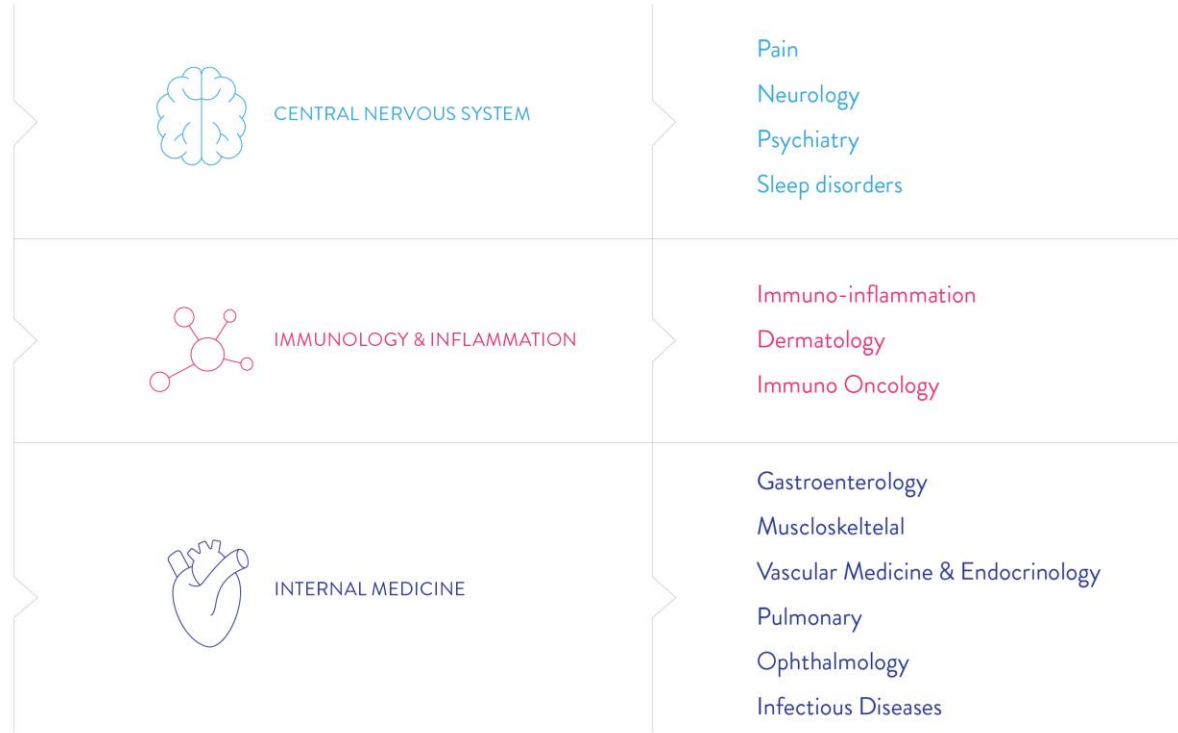 CENTRAL NERVOUS SYSTEM
Pain
Neurology
Psychiatry
Sleep disorders
IMMUNOLOGY & INFLAMMATION
Immuno-inflammation
Dermatology
Immuno Oncology
INTERNAL MEDICINE
Gastroenterology
Muscloskeltelal
Vascular Medicine & Endocrinology
Pulmonary
Ophthalmology
Infectious Diseases